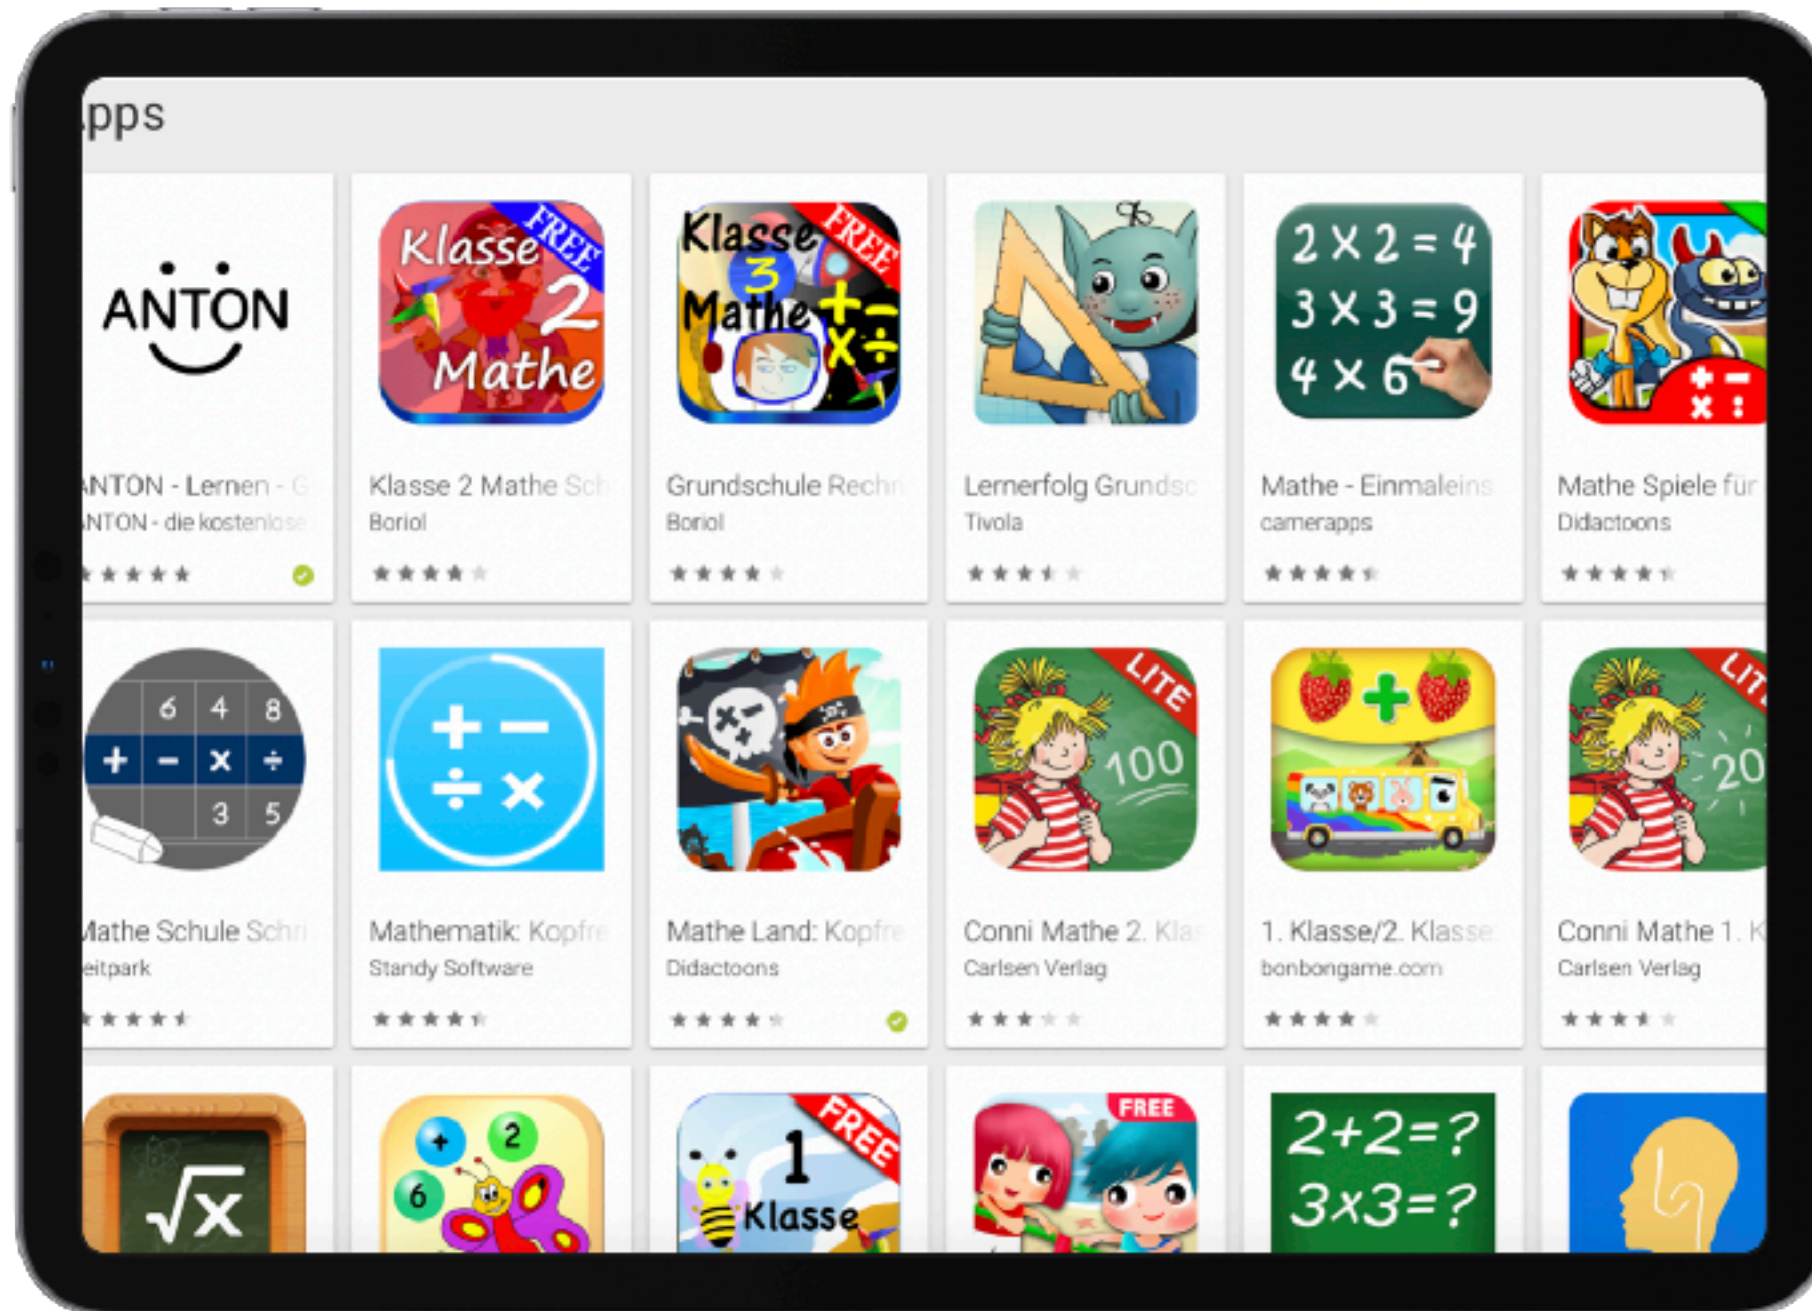 pps
ANTON
Klasse
2
Mathe
FREE
Klasse
3
Mathe
+ -
x ÷
FREE
2 X 2 = 4
3 X 3 = 9
4 X 6
+ -
x :
ANTON - Lernen - G
ANTON - die kostenlose
Klasse 2 Mathe Sch
Boriol
Grundschule Rechn
Boriol
Lernerfolg Grundsc
Tivola
Mathe - Einmaleins
camerapps
Mathe Spiele für
Didactoons
6 4 8
+ - x ÷
3 5
+ -
÷ x
LITE
100
+
LITE
20
Mathe Schule Schri
eitpark
Mathematik: Kopfre
Standy Software
Mathe Land: Kopfre
Didactoons
Conni Mathe 2. Klas
Carlsen Verlag
1. Klasse/2. Klasse
bonbongame.com
Conni Mathe 1. K
Carlsen Verlag
√x
+ 2
6
1
Klasse
FREE
FREE
2+2=?
3x3=?